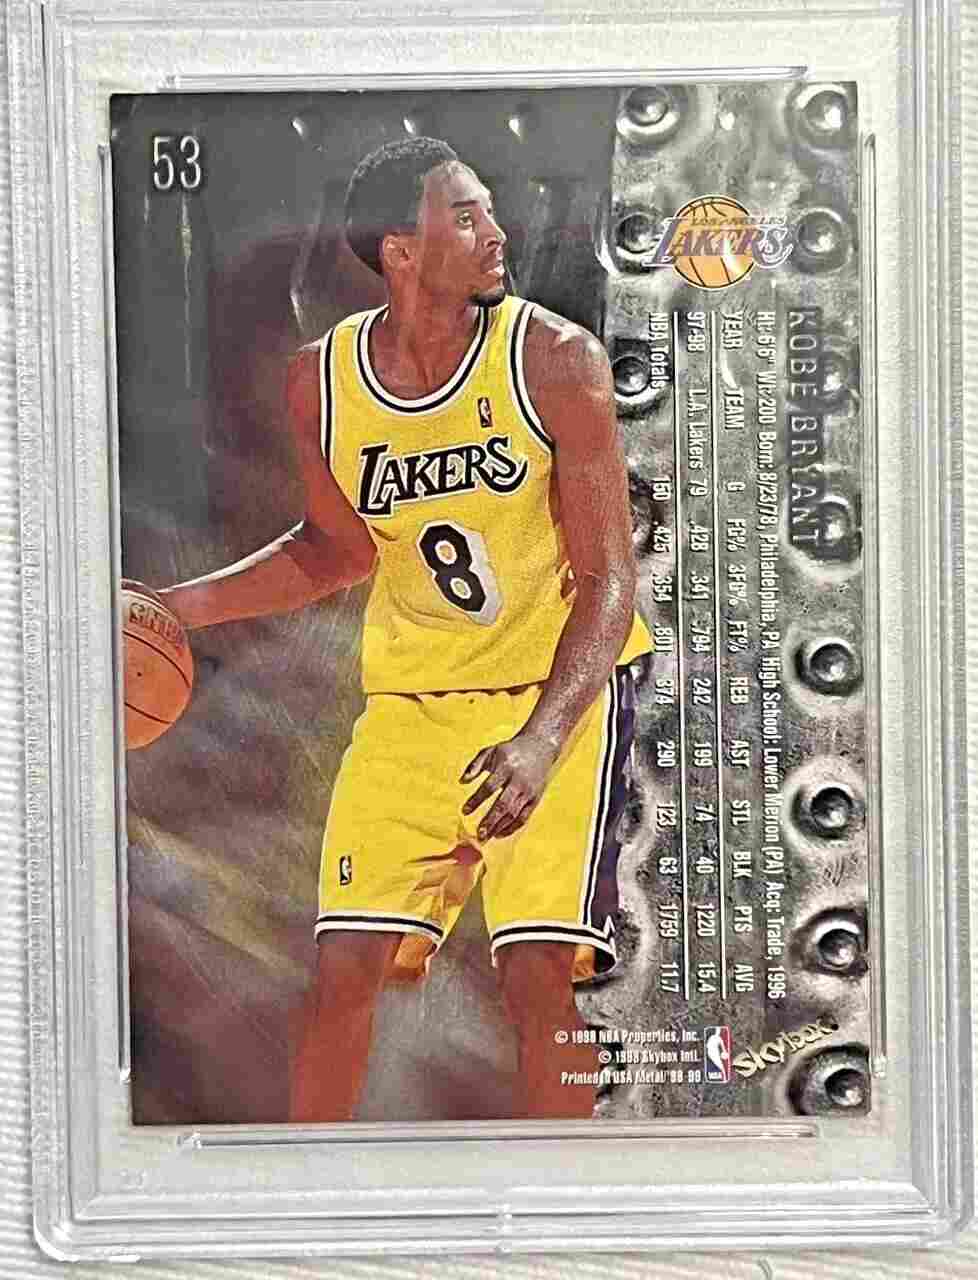 53
LOS ANGELES
LAKERS
KOBE BRYANT
Ht: 6'6" Wt: 200 Born: 8/23/78, Philadelphia, PA High School: Lower Merion (PA) Acq: Trade, 1996
YEAR TEAM G FG% 3FG% FT% REB AST STL BLK PTS AVG
97-98 L.A. Lakers 79 .428 .341 .794 242 199 74 40 1220 15.4
NBA Totals 150 .425 .354 .801 374 290 123 63 1759 11.7
LAKERS
8
© 1998 NBA Properties, Inc.
© 1998 Skybox Intl.
Printed in USA Metal '98-99
NBA
Skybox